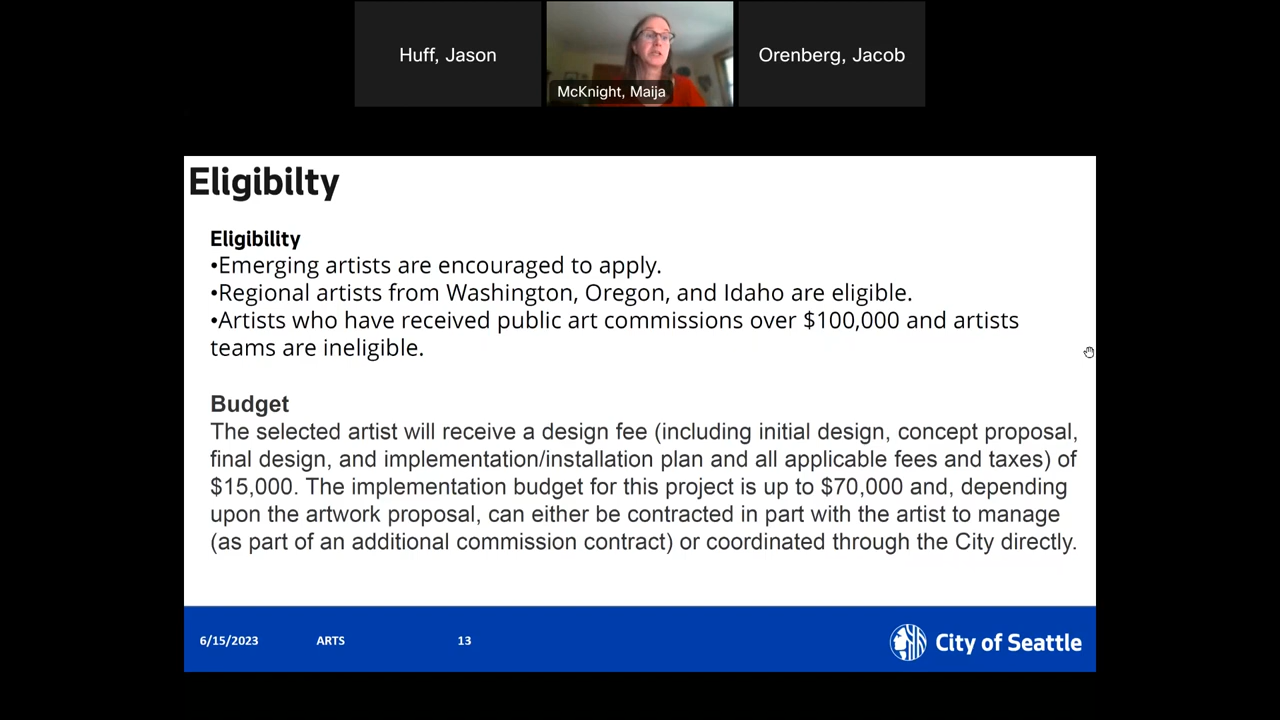 Huff, Jason
McKnight, Maija
Orenberg, Jacob
Eligibilty
Eligibility
•Emerging artists are encouraged to apply.
•Regional artists from Washington, Oregon, and Idaho are eligible.
•Artists who have received public art commissions over $100,000 and artists
teams are ineligible.
Budget
The selected artist will receive a design fee (including initial design, concept proposal,
final design, and implementation/installation plan and all applicable fees and taxes) of
$15,000. The implementation budget for this project is up to $70,000 and, depending
upon the artwork proposal, can either be contracted in part with the artist to manage
(as part of an additional commission contract) or coordinated through the City directly.
6/15/2023 ARTS 13 City of Seattle